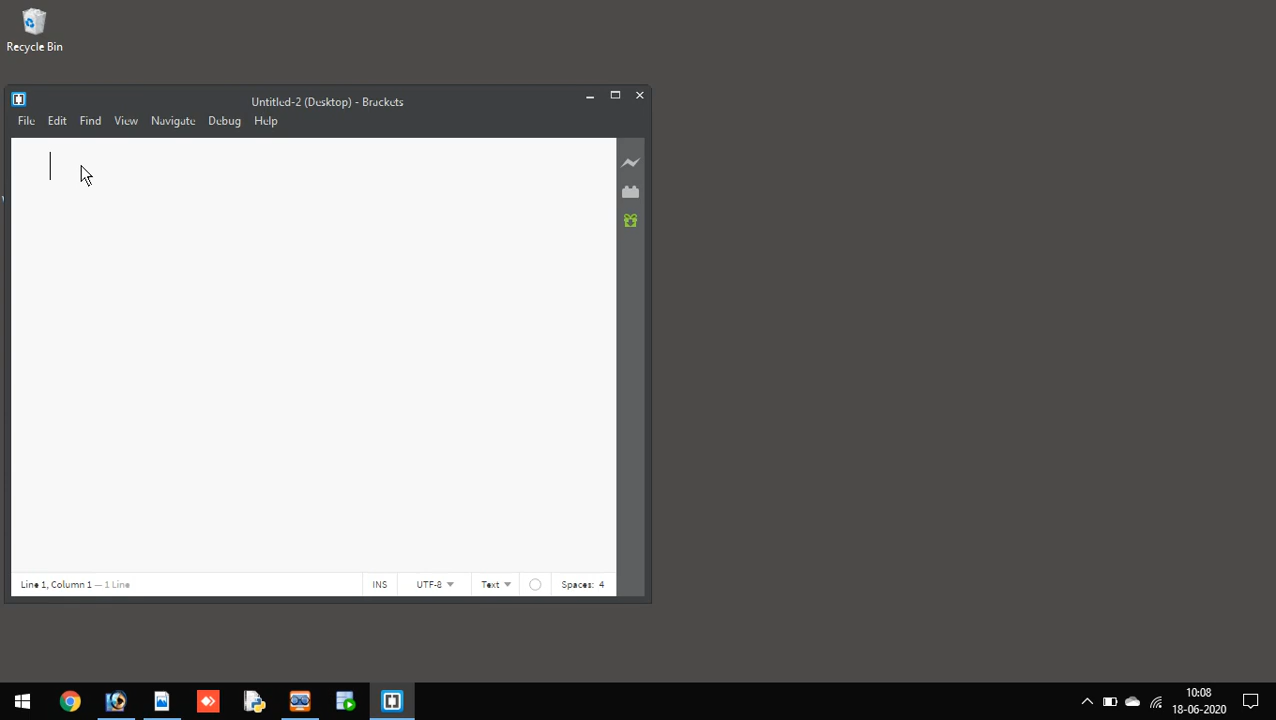 Recycle Bin
Untitled-2 (Desktop) - Brackets
File Edit Find View Navigate Debug Help
Line 1, Column 1 — 1 Line INS UTF-8 Text Spaces: 4
10:08
18-06-2020